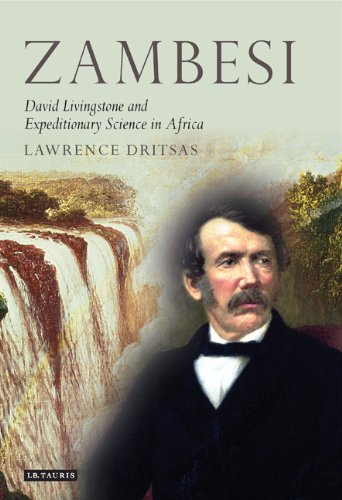 ZAMBESI
David Livingstone and
Expeditionary Science in Africa
LAWRENCE DRITSAS
I.B.TAURIS